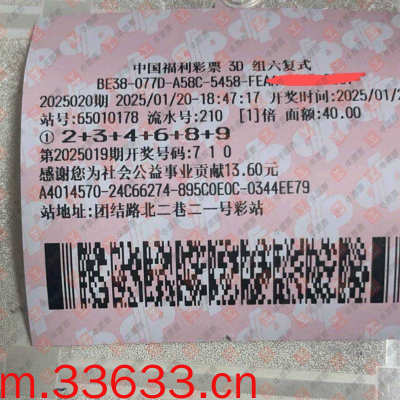 中国福利彩票 3D 组六复式
BE38-077D-A58C-5458-FEA
2025020期 2025/01/20-18:47:17 开奖时间:2025/01/2
站号:65010178 流水号:210 [1]倍 面额:40.00
① 2+3+4+6+8+9
第2025019期开奖号码:7 1 0
感谢您为社会公益事业贡献13.60元
A4014570-24C66274-895C0E0C-0344EE79
站地址:团结路北二巷二一号彩站
m.33633.cn